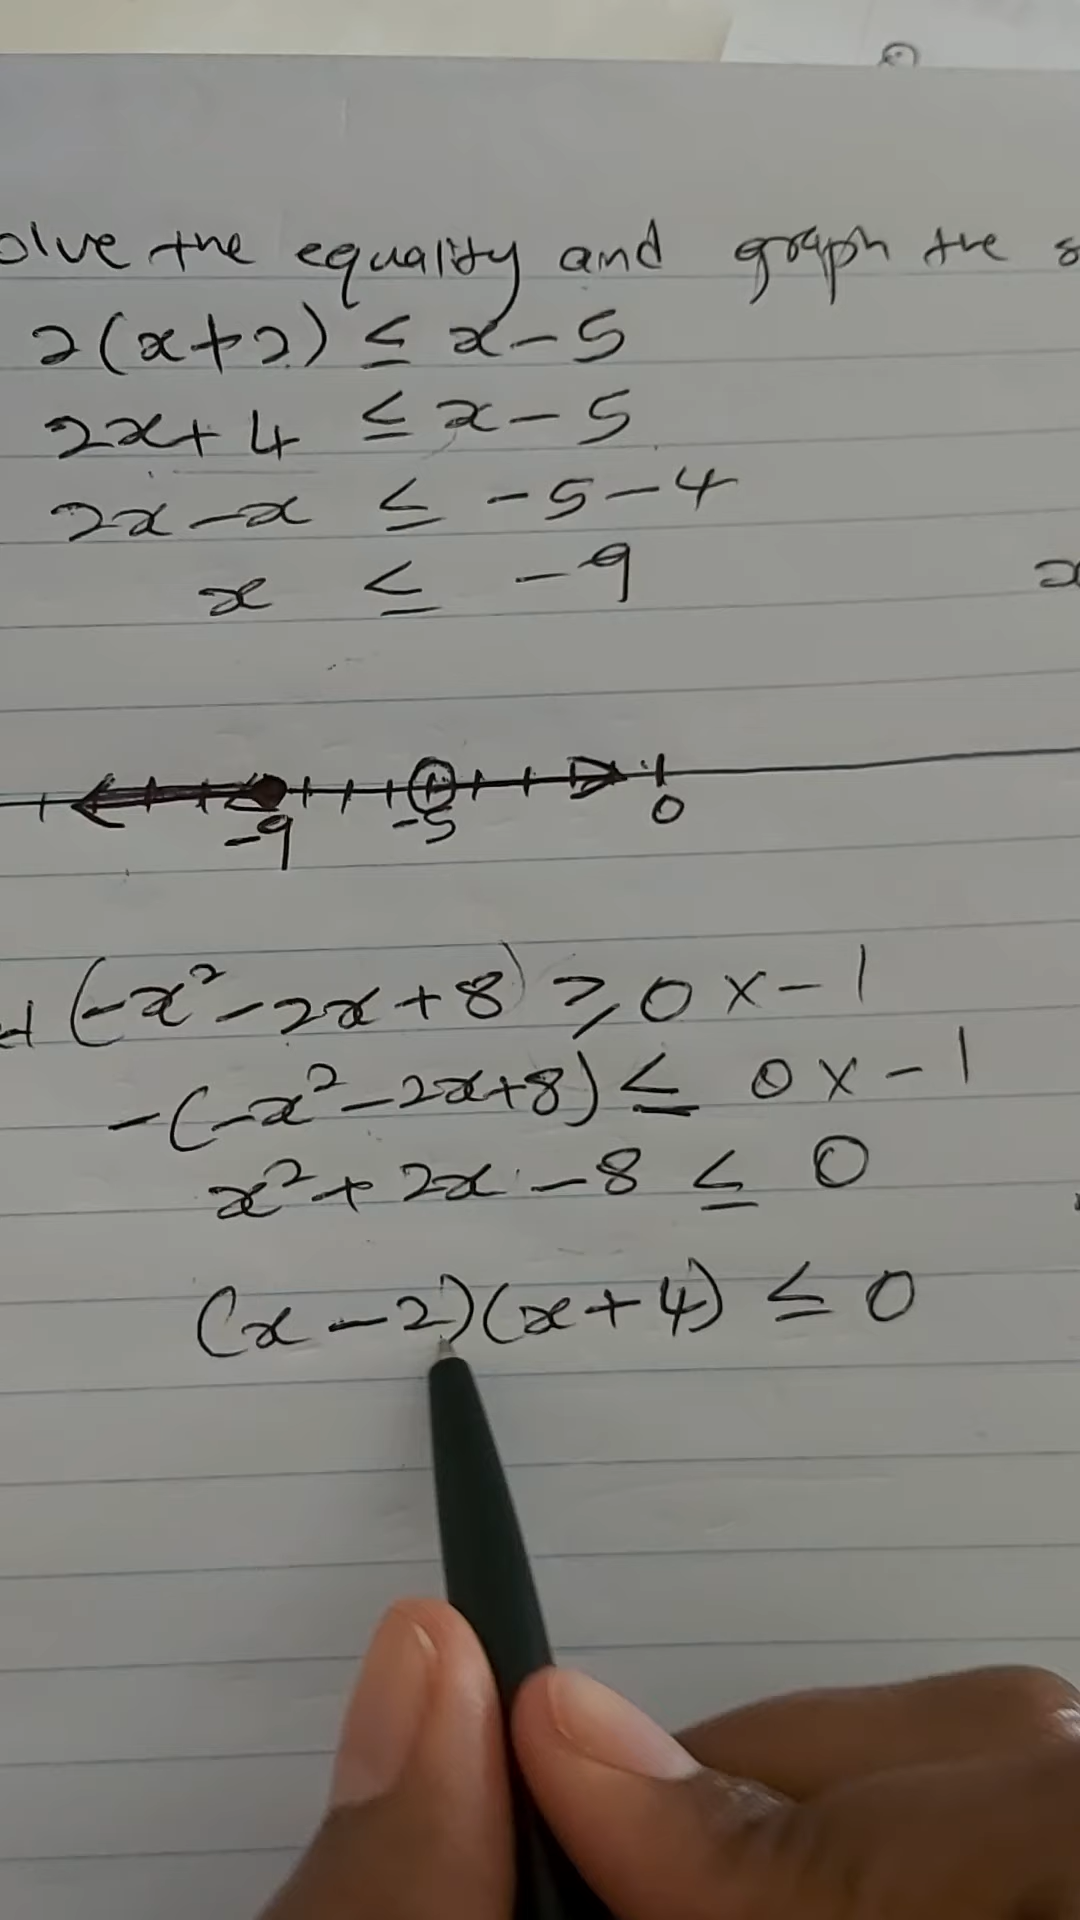 olve the equality and graph the s
2(x+2) ≤ x-5
2x+4 ≤ x-5
2x-x ≤ -5-4
x ≤ -9
x
-9 -5 0
(-x²-2x+8) ≥ 0 x-1
-(-x²-2x+8) ≤ 0 x-1
x²+2x-8 ≤ 0
(x-2)(x+4) ≤ 0